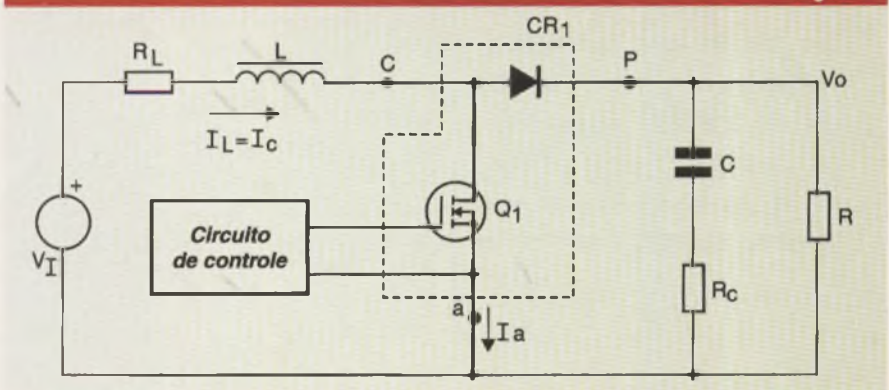 CR1
RL
L
C
P
Vo
IL=Ic
C
Q1
R
+
VI
Circuito
de controle
Rc
a
Ia